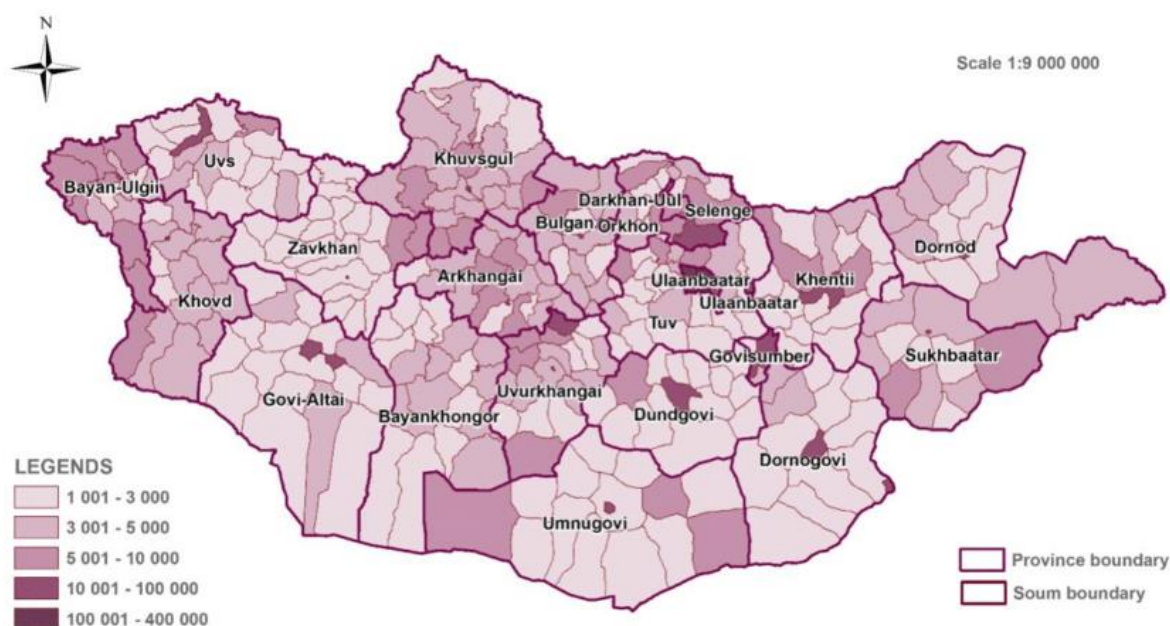 N
Scale 1:9 000 000
Khuvsgul
Uvs
Bayan-Ulgii
Darkhan-Uul
Selenge
Bulgan
Orkhon
Dornod
Zavkhan
Arkhangai
Ulaanbaatar
Khentii
Khovd
Ulaanbaatar
Tuv
Govisumber
Sukhbaatar
Govi-Altai
Uvurkhangai
Bayankhongor
Dundgovi
Dornogovi
Umnugovi
LEGENDS
1 001 - 3 000
3 001 - 5 000
5 001 - 10 000
10 001 - 100 000
100 001 - 400 000
Province boundary
Soum boundary